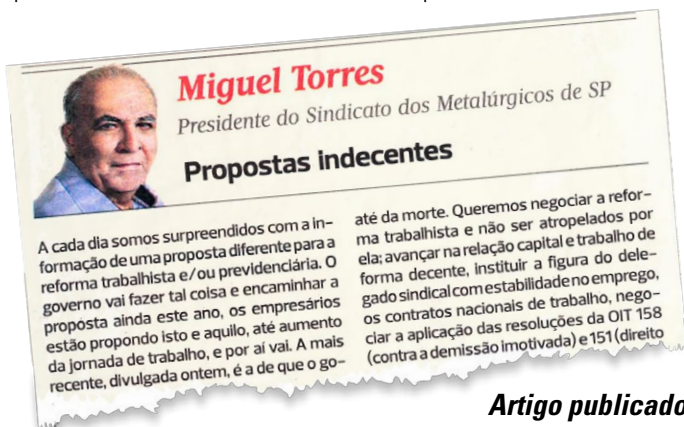 Miguel Torres
Presidente do Sindicato dos Metalúrgicos de SP
Propostas indecentes
A cada dia somos surpreendidos com a in-
formação de uma proposta diferente para a
reforma trabalhista e/ou previdenciária. O
governo vai fazer tal coisa e encaminhar a
proposta ainda este ano, os empresários
estão propondo isto e aquilo, até aumento
da jornada de trabalho, e por aí vai. A mais
recente, divulgada ontem, é a de que o go-
até da morte. Queremos negociar a refor-
ma trabalhista e não ser atropelados por
ela; avançar na relação capital e trabalho de
forma decente, instituir a figura do dele-
gado sindical com estabilidade no emprego,
os contratos nacionais de trabalho, nego-
ciar a aplicação das resoluções da OIT 158
(contra a demissão imotivada) e 151 (direito
Artigo publicado